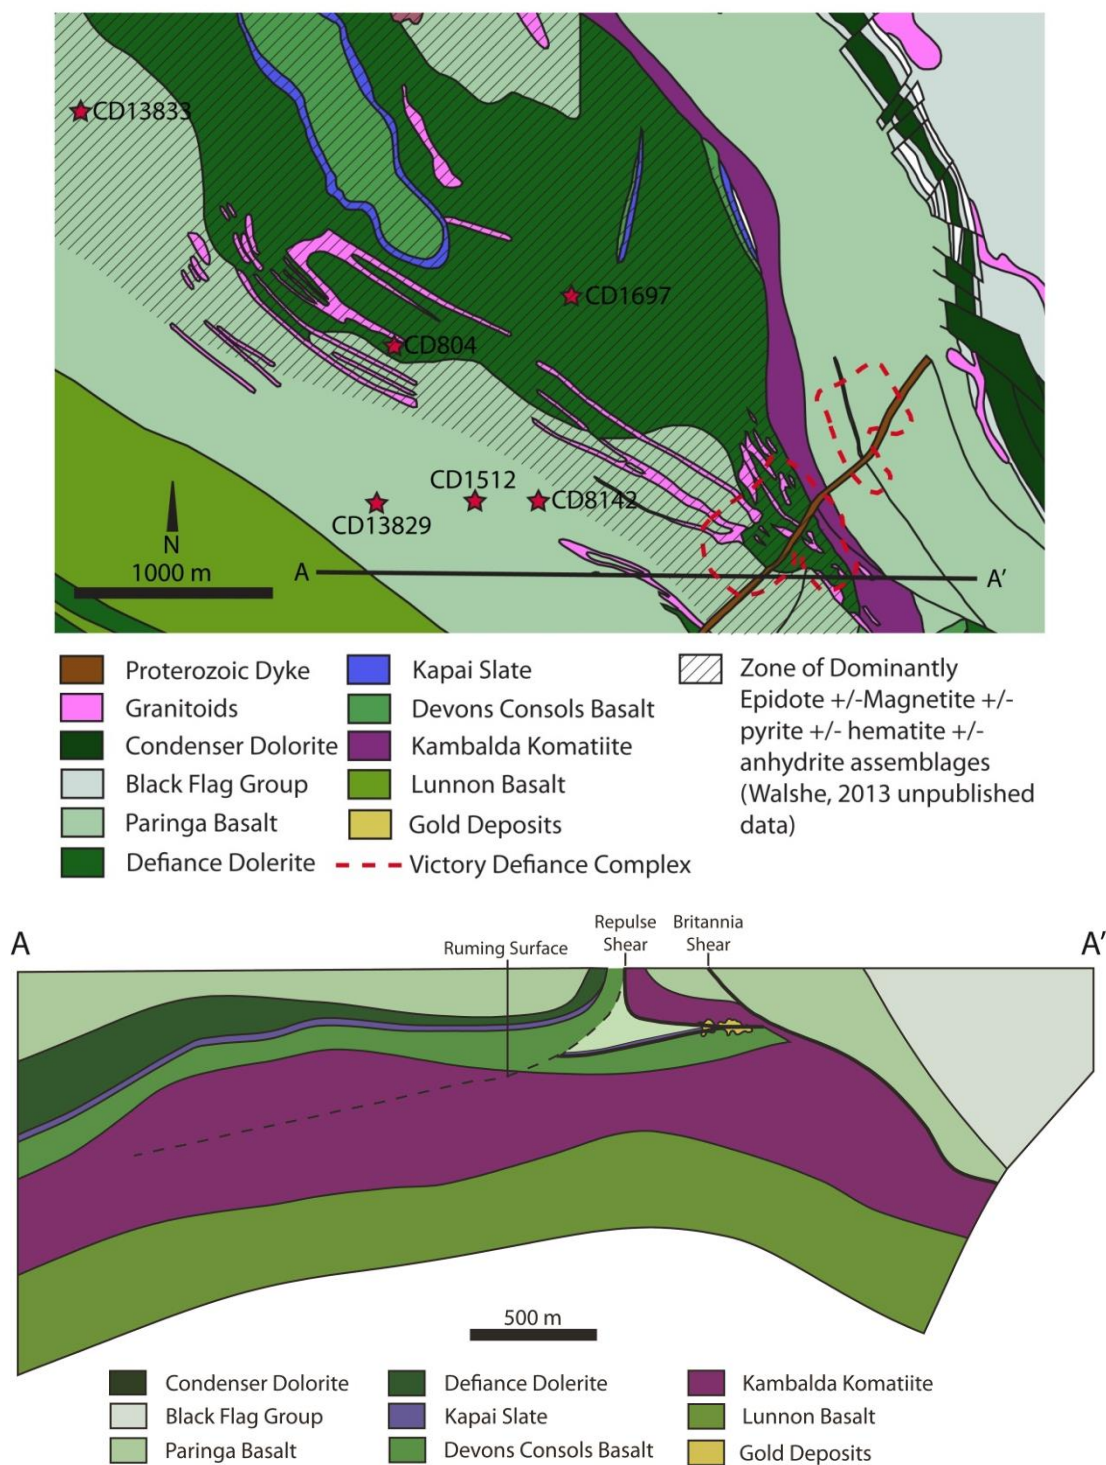 CD13833
CD1697
CD804
CD1512
CD8142
CD13829
N
1000 m
A
A'
Proterozoic Dyke
Granitoids
Condenser Dolorite
Black Flag Group
Paringa Basalt
Defiance Dolerite
Kapai Slate
Devons Consols Basalt
Kambalda Komatiite
Lunnon Basalt
Gold Deposits
Victory Defiance Complex
Zone of Dominantly
Epidote +/-Magnetite +/-
pyrite +/- hematite +/-
anhydrite assemblages
(Walshe, 2013 unpublished
data)
A
Ruming Surface
Repulse
Shear
Britannia
Shear
A'
500 m
Condenser Dolorite
Black Flag Group
Paringa Basalt
Defiance Dolerite
Kapai Slate
Devons Consols Basalt
Kambalda Komatiite
Lunnon Basalt
Gold Deposits